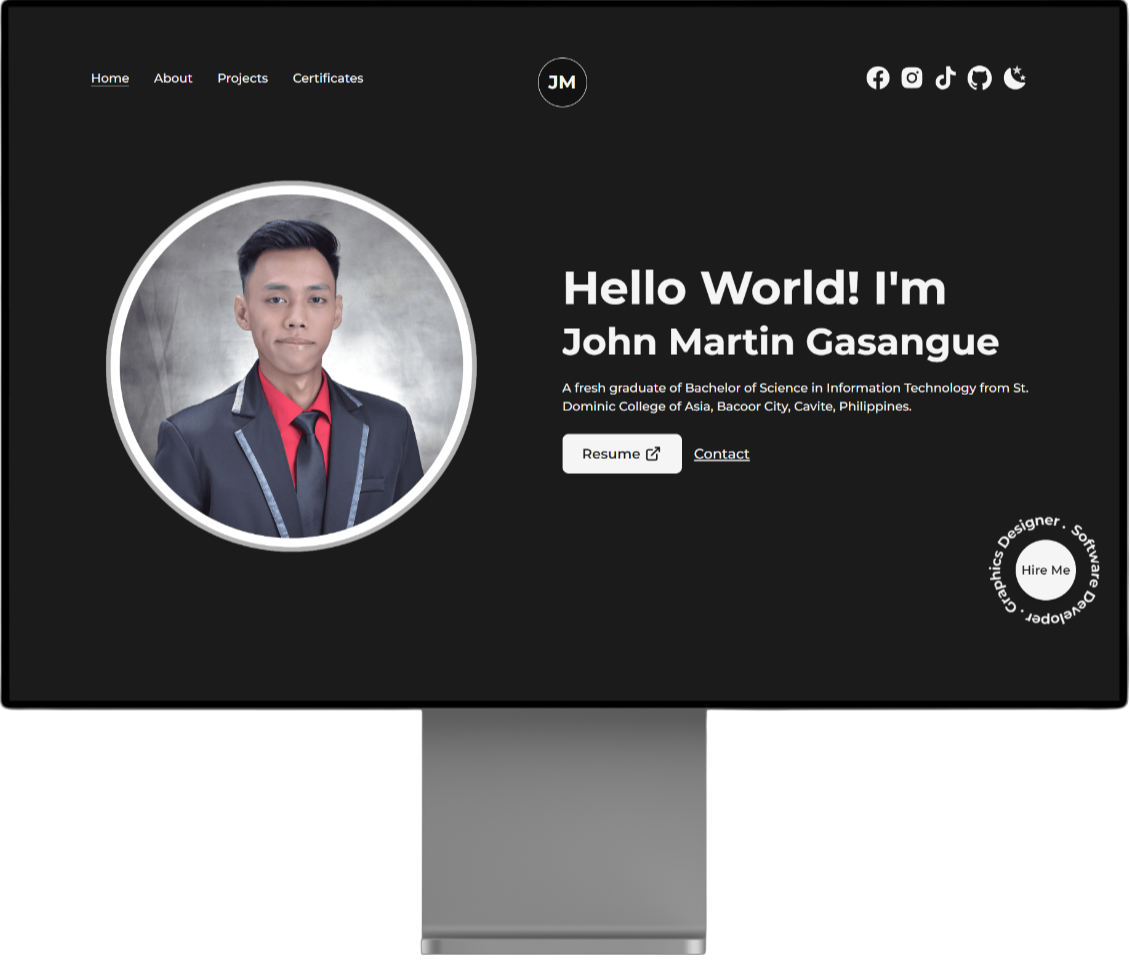 Home About Projects Certificates
JM
Hello World! I'm
John Martin Gasangue
A fresh graduate of Bachelor of Science in Information Technology from St.
Dominic College of Asia, Bacoor City, Cavite, Philippines.
Resume Contact
Graphics Designer . Software Developer .
Hire Me